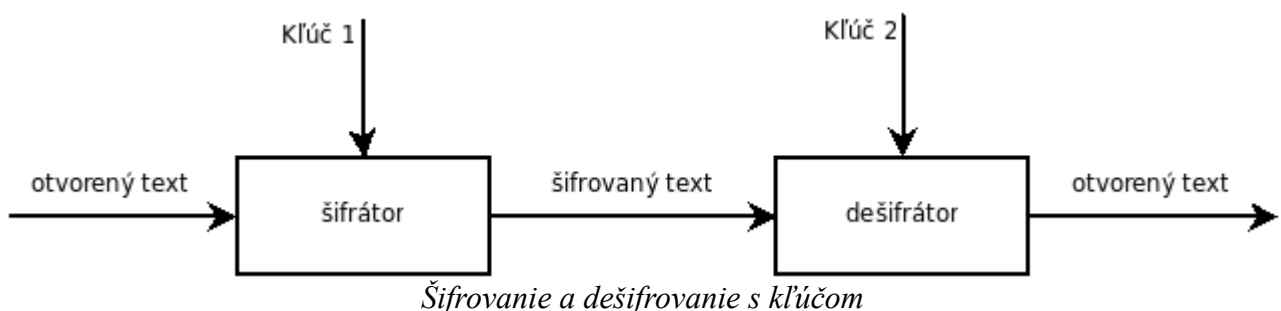 Kľúč 1
Kľúč 2
otvorený text
šifrátor
šifrovaný text
dešifrátor
otvorený text
Šifrovanie a dešifrovanie s kľúčom